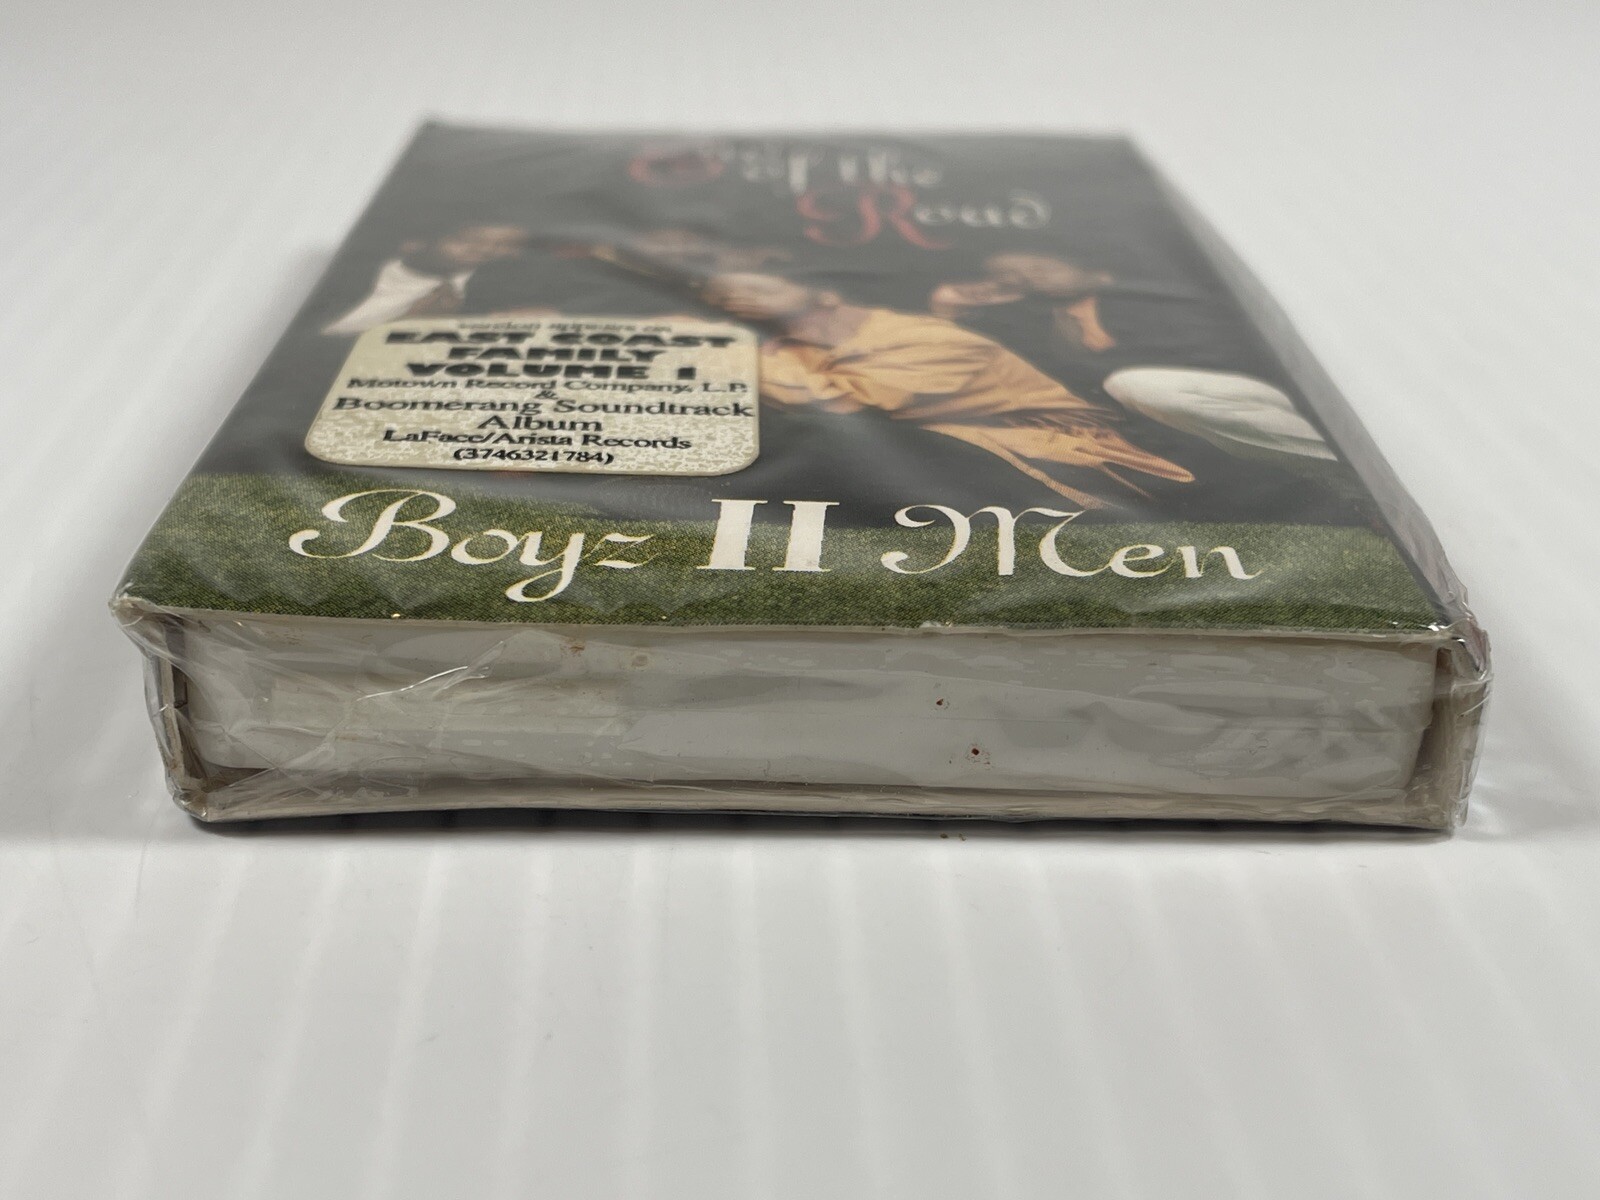 End of the
Road
version appears on
EAST COAST
FAMILY
VOLUME 1
Motown Record Company, L.P.
&
Boomerang Soundtrack
Album
LaFace/Arista Records
(3746321784)
Boyz II Men